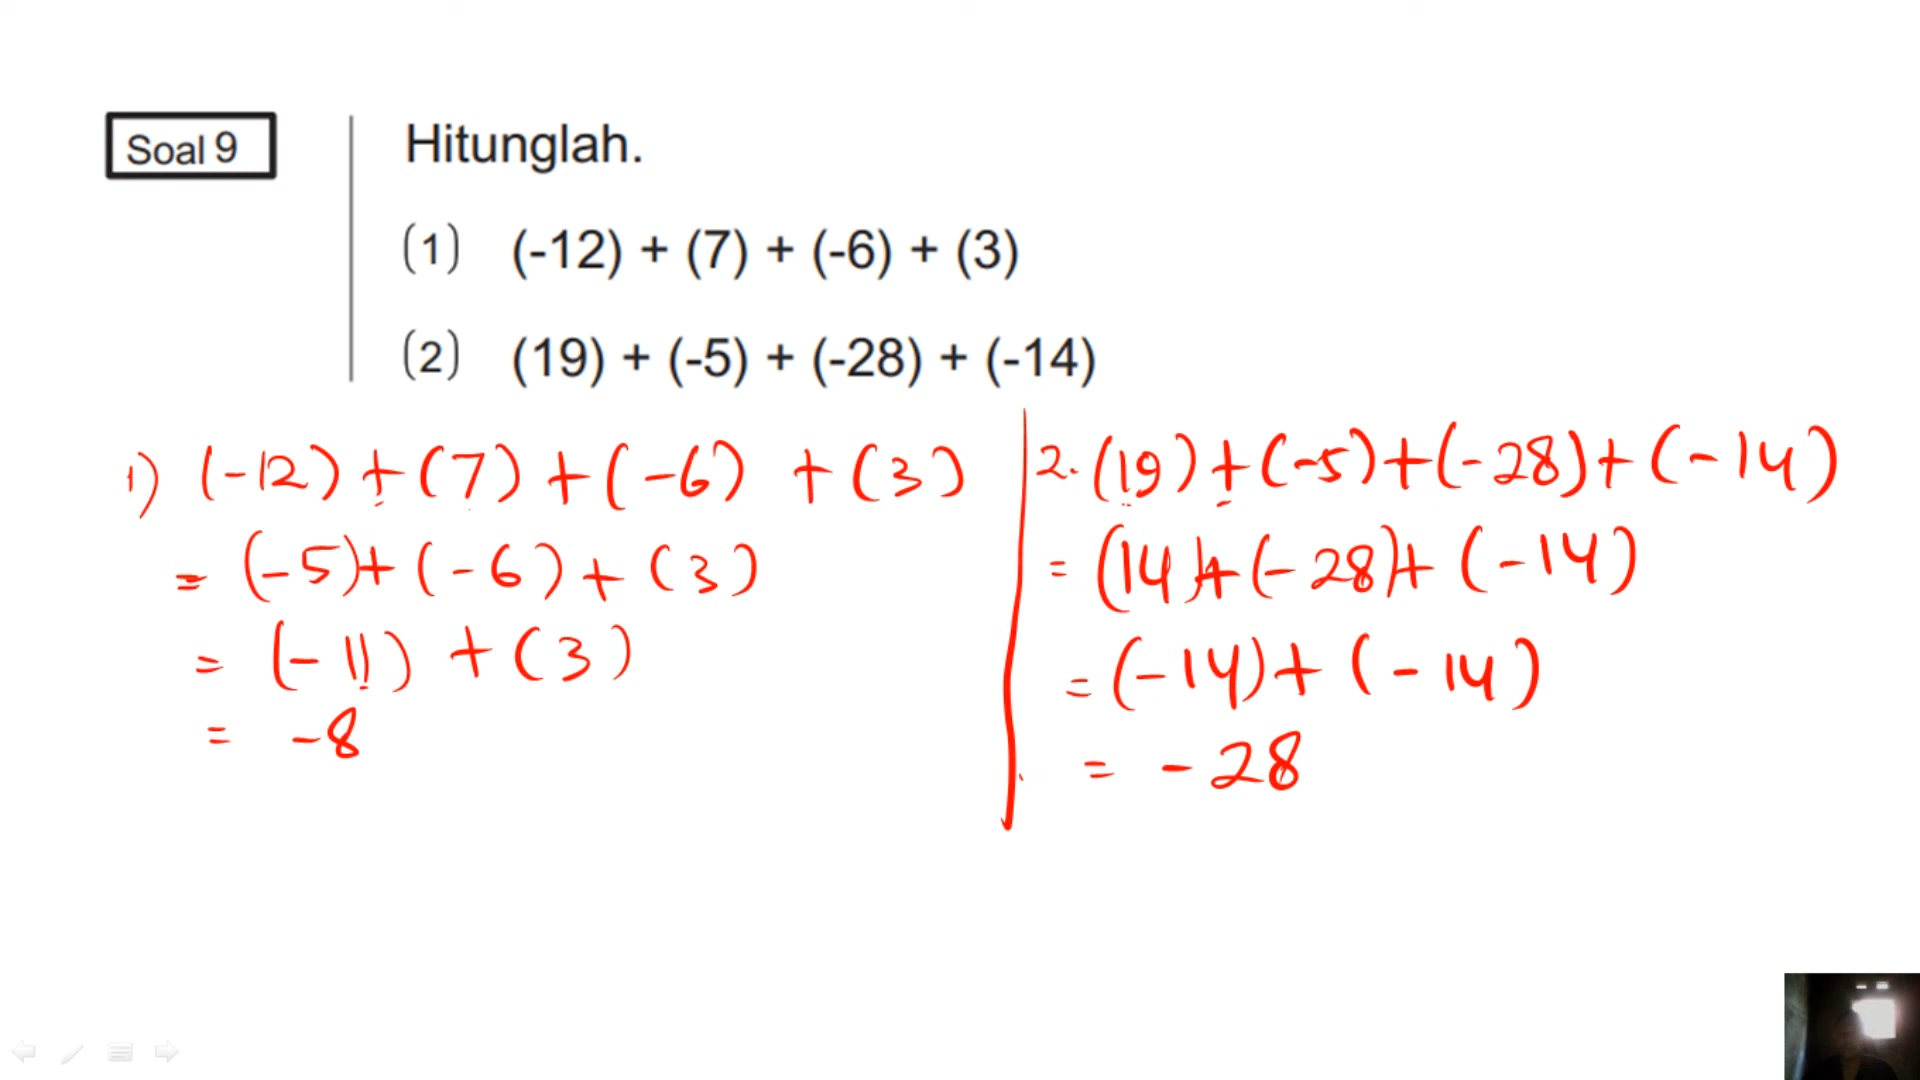 Soal 9
Hitunglah.
(1) (-12) + (7) + (-6) + (3)
(2) (19) + (-5) + (-28) + (-14)
1) (-12) + (7) + (-6) + (3)
= (-5) + (-6) + (3)
= (-11) + (3)
= -8
2. (19) + (-5) + (-28) + (-14)
= (14) + (-28) + (-14)
= (-14) + (-14)
= -28